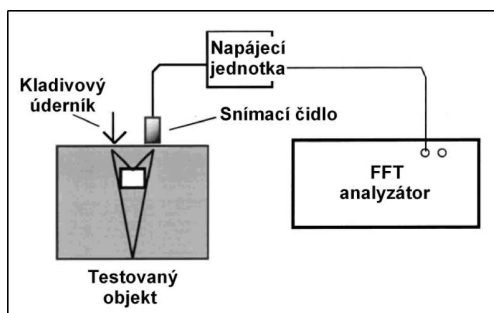 Napájecí
jednotka
Kladivový
úderník
Snímací čidlo
FFT
analyzátor
Testovaný
objekt